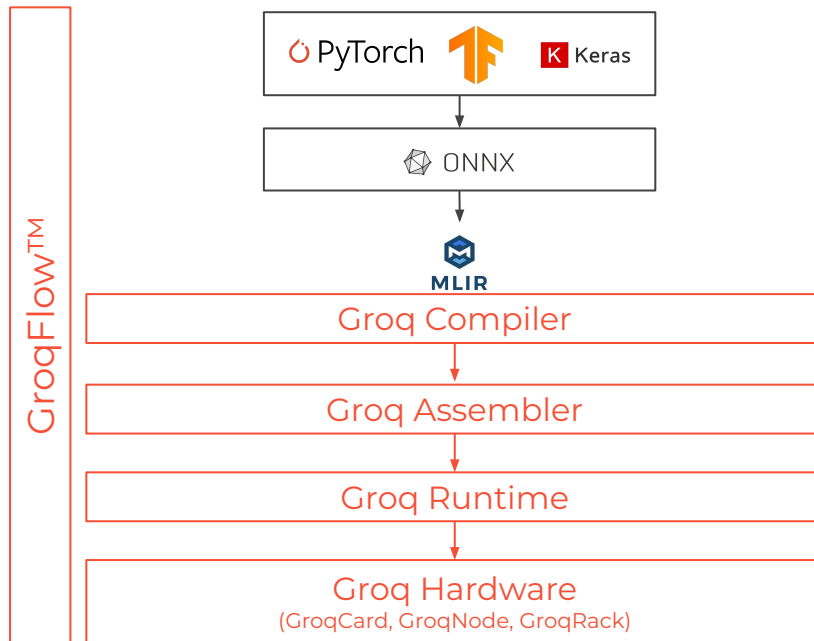 PyTorch
K Keras
ONNX
MLIR
GroqFlow™
Groq Compiler
Groq Assembler
Groq Runtime
Groq Hardware
(GroqCard, GroqNode, GroqRack)